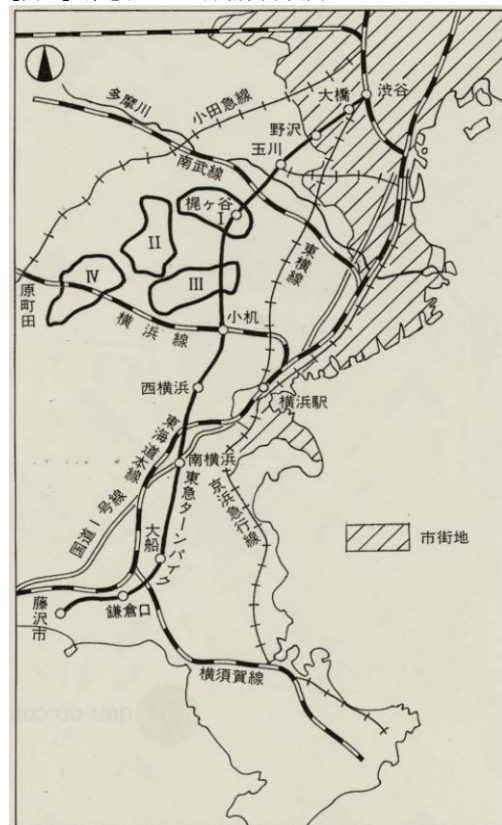 大橋
渋谷
多摩川
小田急線
野沢
玉川
南武線
梶ヶ谷
I
II
東横線
III
IV
原町田
横浜線
小机
西横浜
横浜駅
東海道本線
南横浜
国道一号線
東急ターンパイク
京浜急行線
大船
市街地
藤沢市
鎌倉口
横須賀線